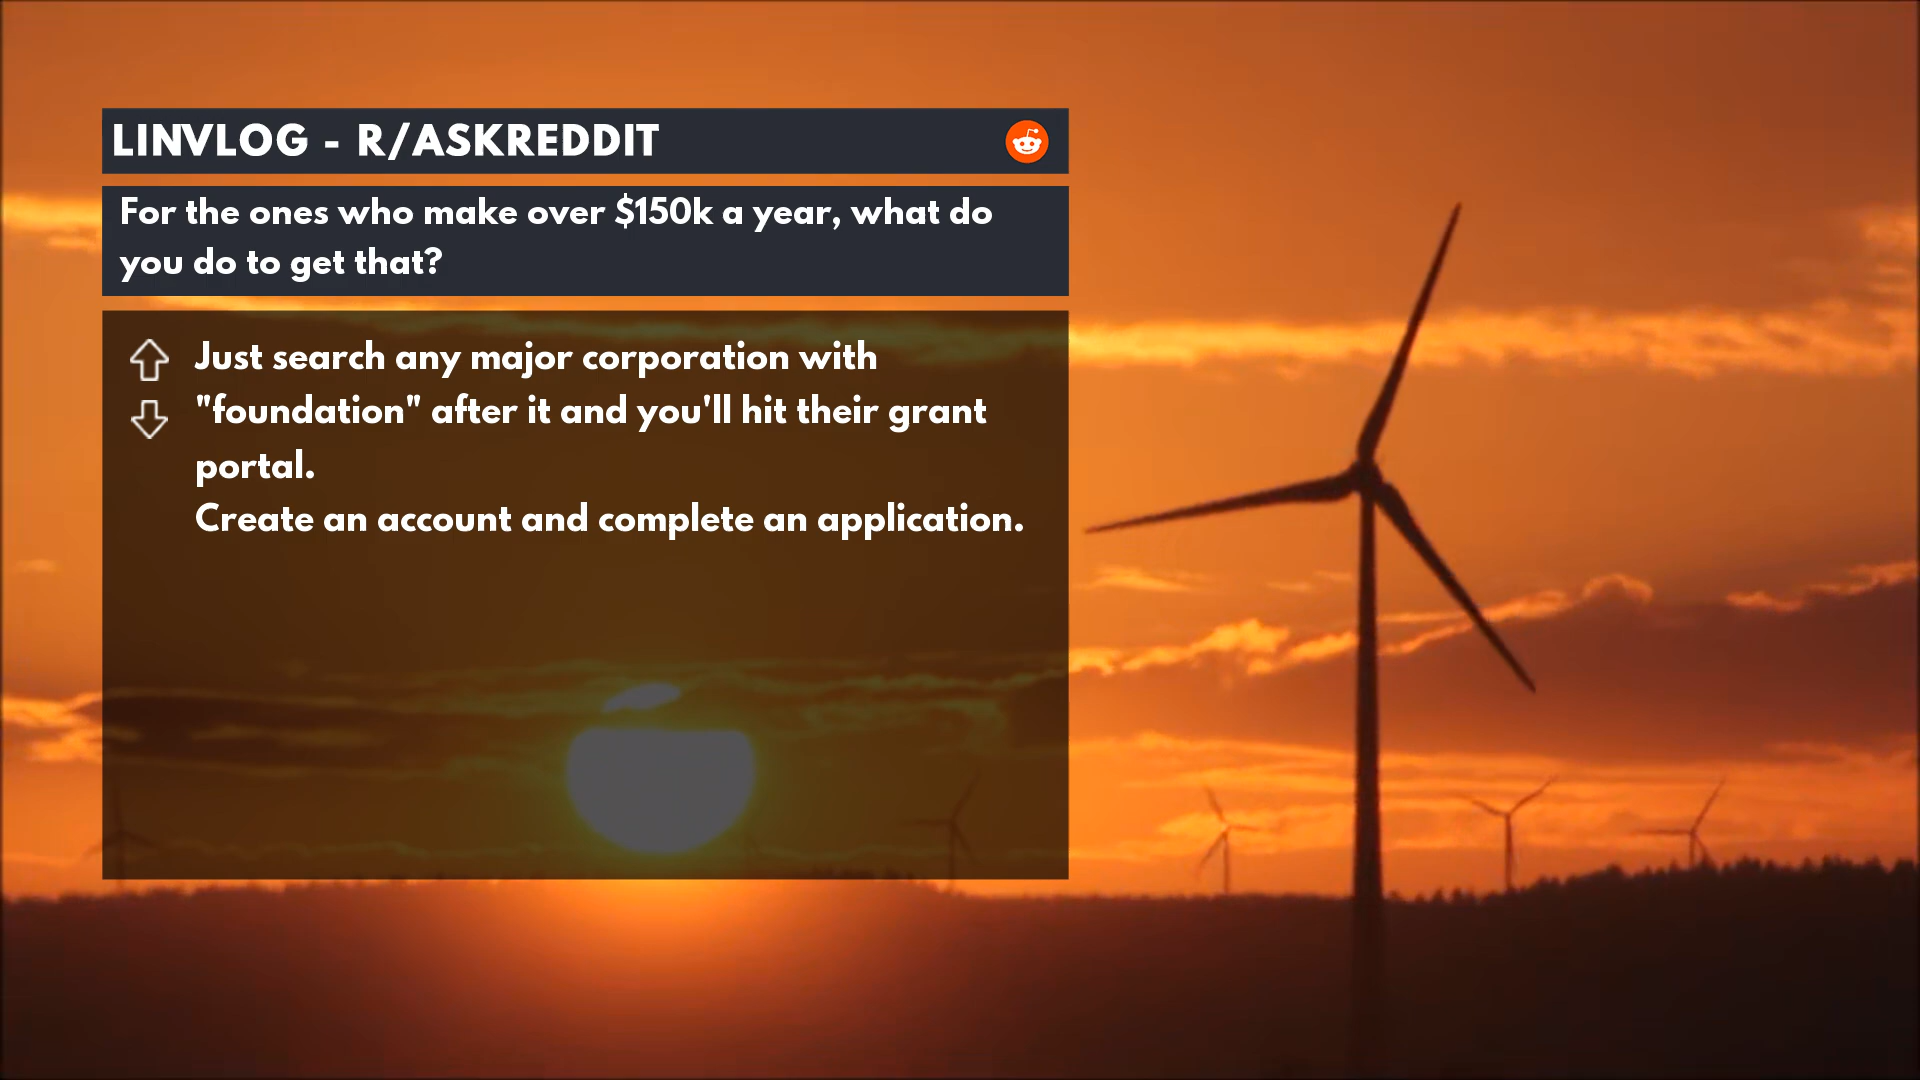 LINVLOG - R/ASKREDDIT
For the ones who make over $150k a year, what do
you do to get that?
Just search any major corporation with
"foundation" after it and you'll hit their grant
portal.
Create an account and complete an application.